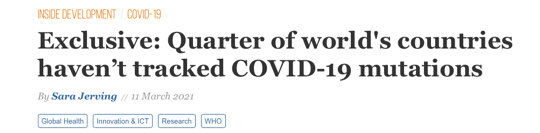 INSIDE DEVELOPMENT | COVID-19
Exclusive: Quarter of world's countries
haven’t tracked COVID-19 mutations
By Sara Jerving // 11 March 2021
Global Health Innovation & ICT Research WHO